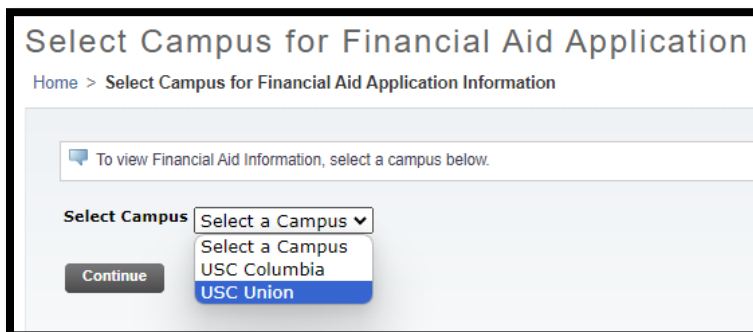 Select Campus for Financial Aid Application
Home > Select Campus for Financial Aid Application Information
To view Financial Aid Information, select a campus below.
Select Campus Select a Campus
Select a Campus
USC Columbia
USC Union
Continue